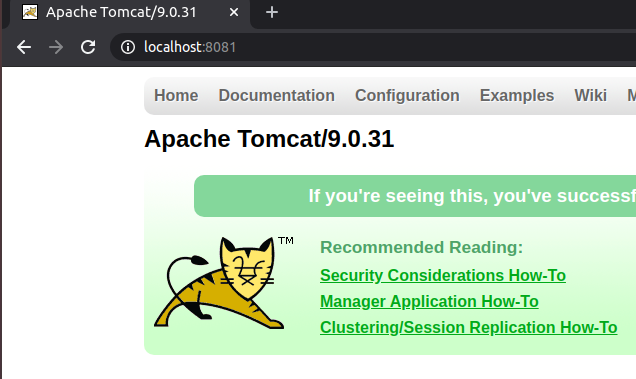 Apache Tomcat/9.0.31
localhost:8081
Home Documentation Configuration Examples Wiki M
Apache Tomcat/9.0.31
If you're seeing this, you've successf
TM
Recommended Reading:
Security Considerations How-To
Manager Application How-To
Clustering/Session Replication How-To